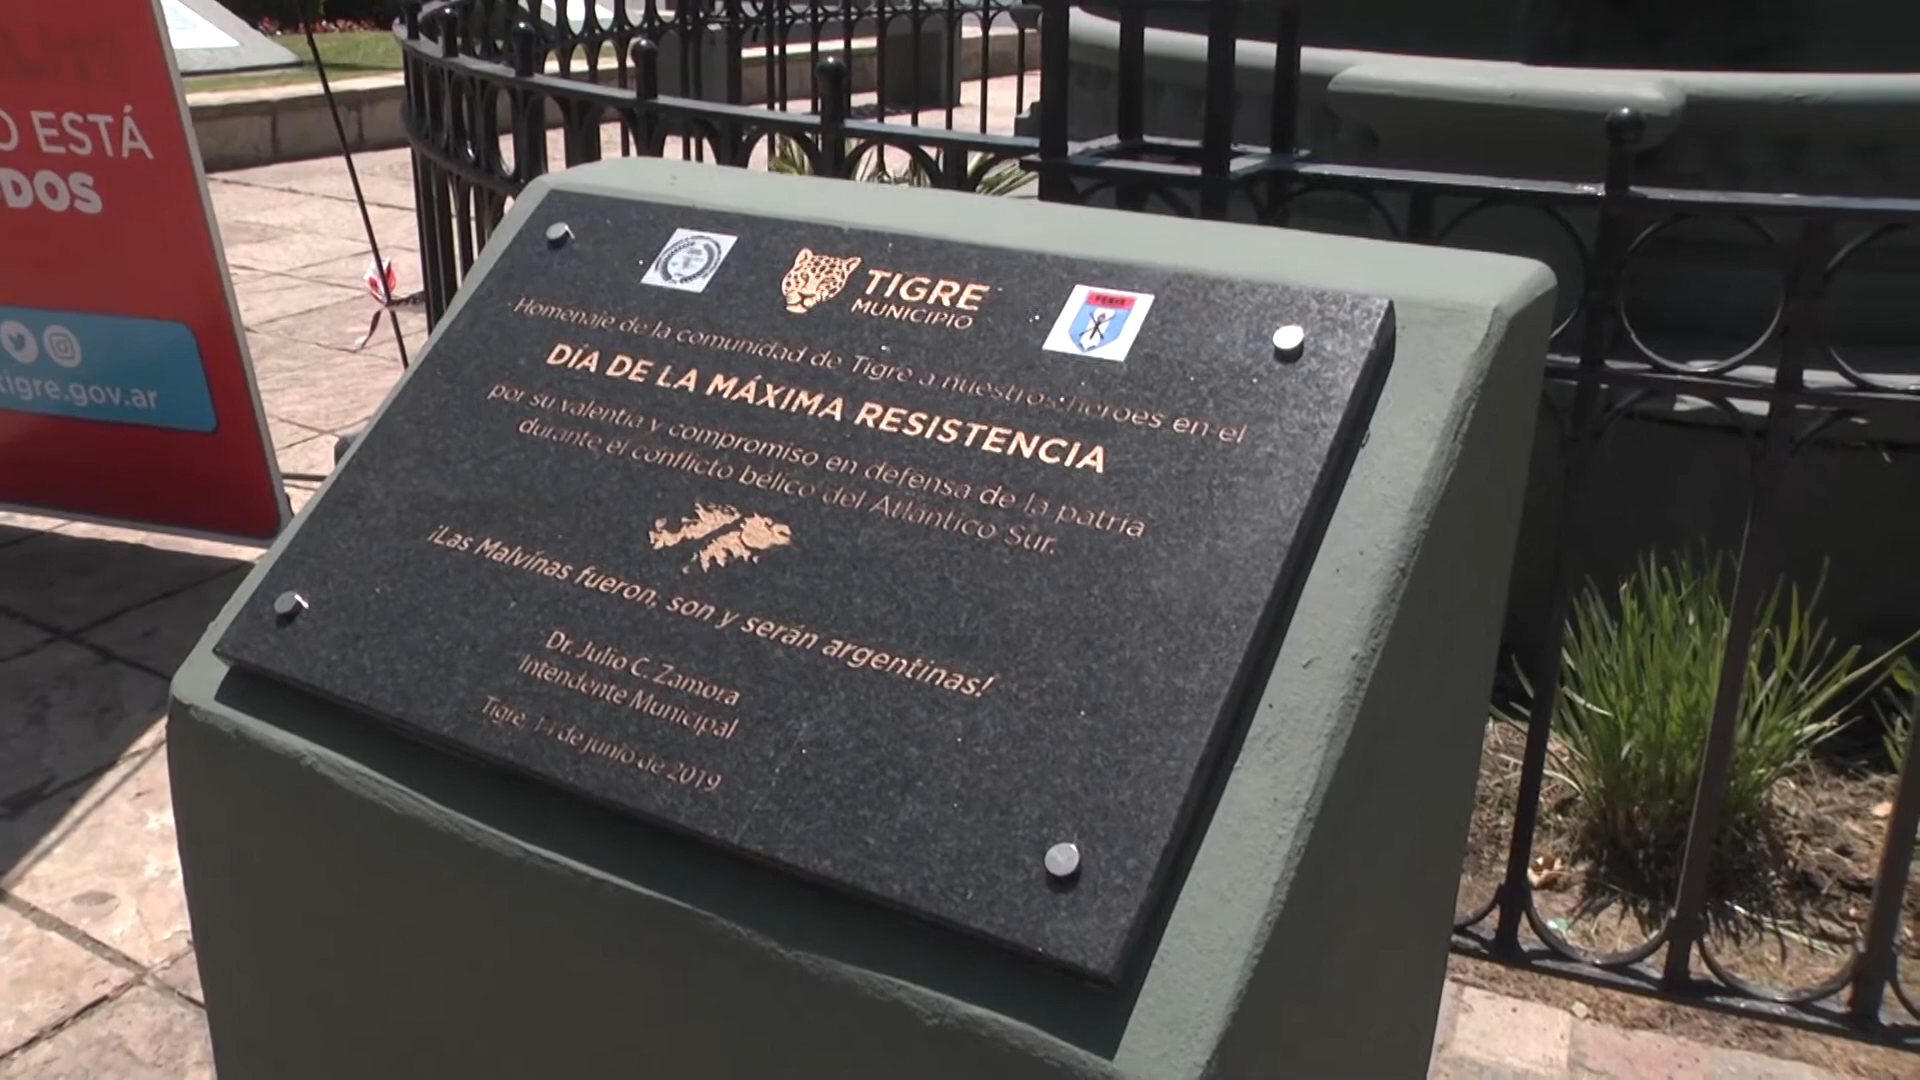 O ESTÁ
DOS
tigre.gov.ar
TIGRE
MUNICIPIO
Homenaje de la comunidad de Tigre a nuestros heroes en el
DÍA DE LA MÁXIMA RESISTENCIA
por su valentía y compromiso en defensa de la patria
durante el conflicto bélico del Atlántico Sur.
¡Las Malvinas fueron, son y serán argentinas!
Dr. Julio C. Zamora
Intendente Municipal
Tigre, 14 de junio de 2019